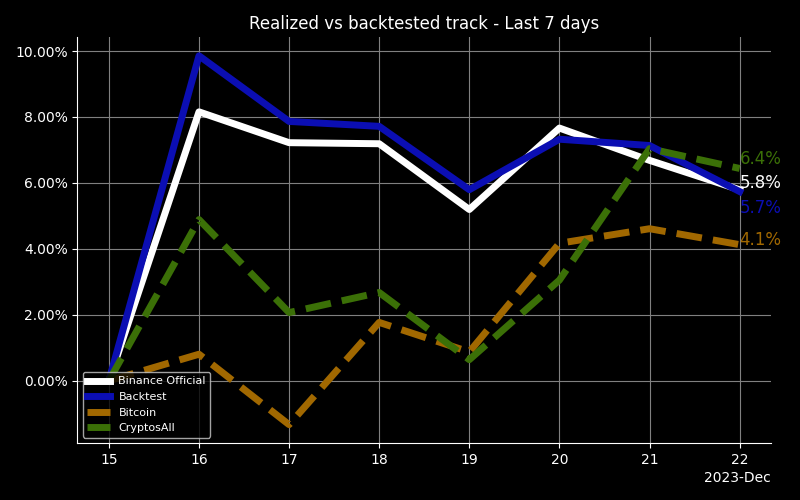 Realized vs backtested track - Last 7 days
10.00%
8.00%
6.00%
4.00%
2.00%
0.00%
6.4%
5.8%
5.7%
4.1%
Binance Official
Backtest
Bitcoin
CryptosAll
15 16 17 18 19 20 21 22
2023-Dec